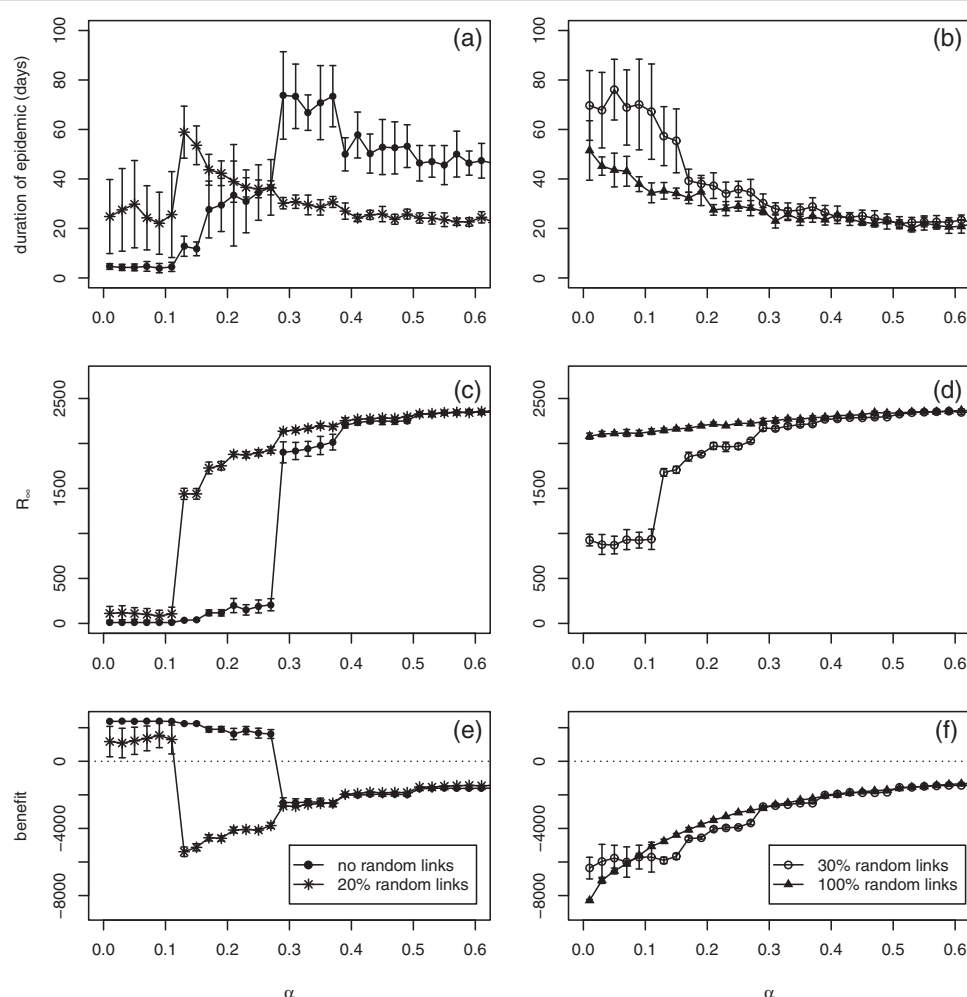 (a)
duration of epidemic (days)
0 20 40 60 80 100
0.0 0.1 0.2 0.3 0.4 0.5 0.6
(b)
0 20 40 60 80 100
0.0 0.1 0.2 0.3 0.4 0.5 0.6
(c)
R∞
0 500 1500 2500
0.0 0.1 0.2 0.3 0.4 0.5 0.6
(d)
0 500 1500 2500
0.0 0.1 0.2 0.3 0.4 0.5 0.6
(e)
benefit
−8000 −4000 0
no random links
20% random links
0.0 0.1 0.2 0.3 0.4 0.5 0.6
α
(f)
−8000 −4000 0
30% random links
100% random links
0.0 0.1 0.2 0.3 0.4 0.5 0.6
α